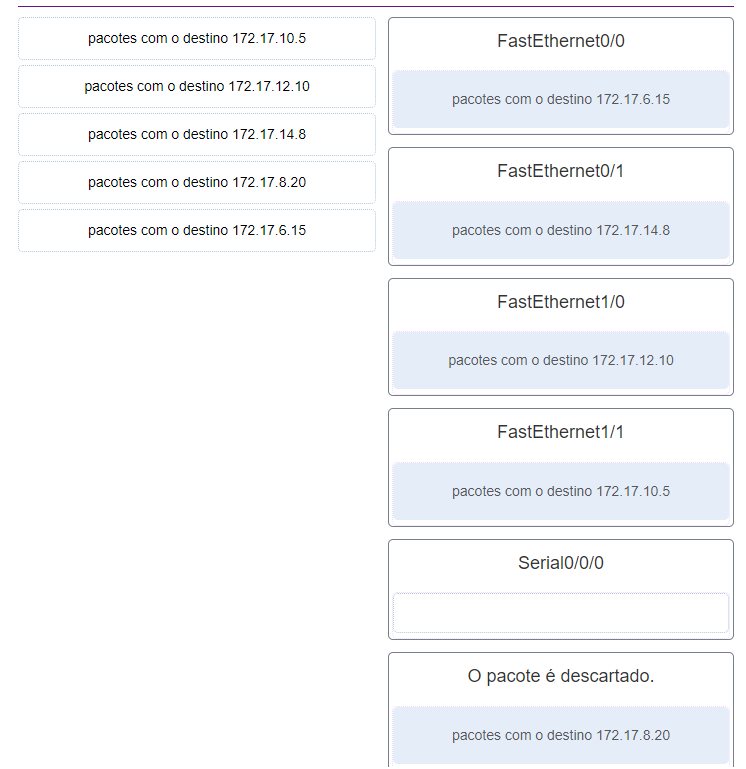 pacotes com o destino 172.17.10.5
pacotes com o destino 172.17.12.10
pacotes com o destino 172.17.14.8
pacotes com o destino 172.17.8.20
pacotes com o destino 172.17.6.15
FastEthernet0/0
pacotes com o destino 172.17.6.15
FastEthernet0/1
pacotes com o destino 172.17.14.8
FastEthernet1/0
pacotes com o destino 172.17.12.10
FastEthernet1/1
pacotes com o destino 172.17.10.5
Serial0/0/0
O pacote é descartado.
pacotes com o destino 172.17.8.20